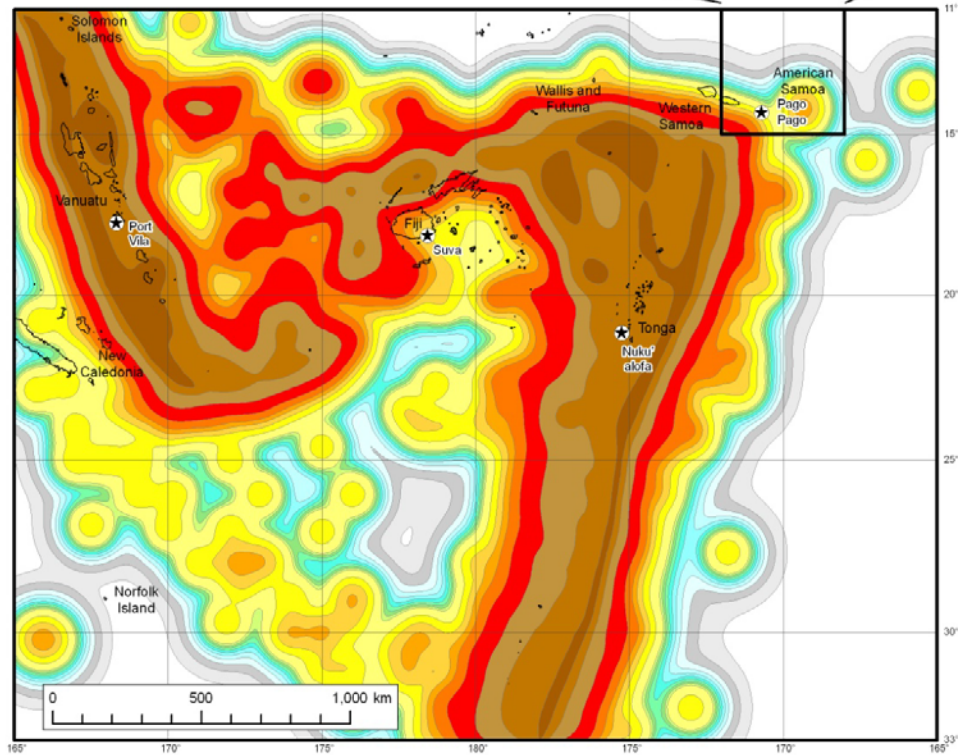 11°
Solomon
Islands
Wallis and
Futuna
American
Samoa
Western
Samoa
Pago
Pago
15°
Vanuatu
Port
Vila
Fiji
Suva
20°
Tonga
Nuku'
alofa
New
Caledonia
25°
Norfolk
Island
30°
0 500 1,000 km
165° 170° 175° 180° 175° 170° 165°
33°